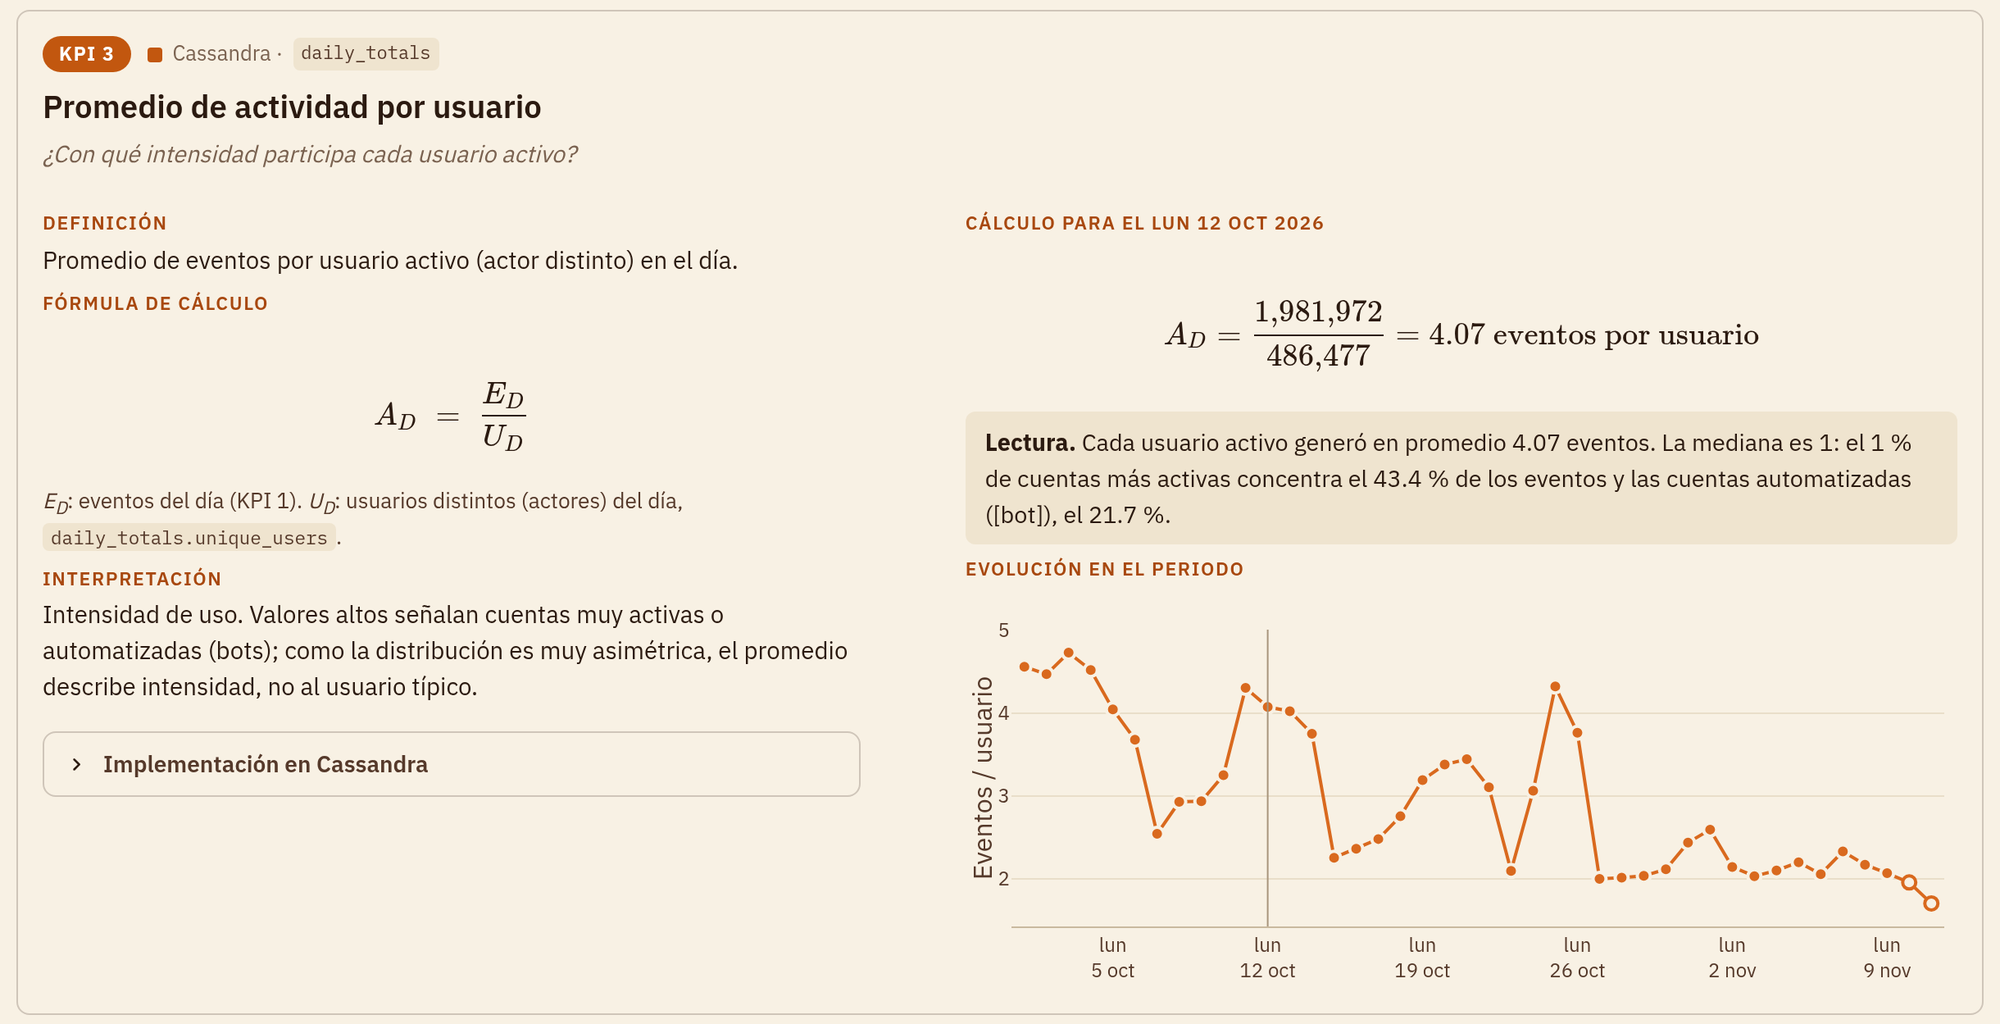 KPI 3 Cassandra · daily_totals
Promedio de actividad por usuario
¿Con qué intensidad participa cada usuario activo?
DEFINICIÓN
Promedio de eventos por usuario activo (actor distinto) en el día.
FÓRMULA DE CÁLCULO
A_D = E_D / U_D
E_D: eventos del día (KPI 1). U_D: usuarios distintos (actores) del día,
daily_totals.unique_users.
INTERPRETACIÓN
Intensidad de uso. Valores altos señalan cuentas muy activas o
automatizadas (bots); como la distribución es muy asimétrica, el promedio
describe intensidad, no al usuario típico.
Implementación en Cassandra
CÁLCULO PARA EL LUN 12 OCT 2026
A_D = 1,981,972 / 486,477 = 4.07 eventos por usuario
Lectura. Cada usuario activo generó en promedio 4.07 eventos. La mediana es 1: el 1 %
de cuentas más activas concentra el 43.4 % de los eventos y las cuentas automatizadas
([bot]), el 21.7 %.
EVOLUCIÓN EN EL PERIODO
Eventos / usuario
5
4
3
2
lun lun lun lun lun lun
5 oct 12 oct 19 oct 26 oct 2 nov 9 nov